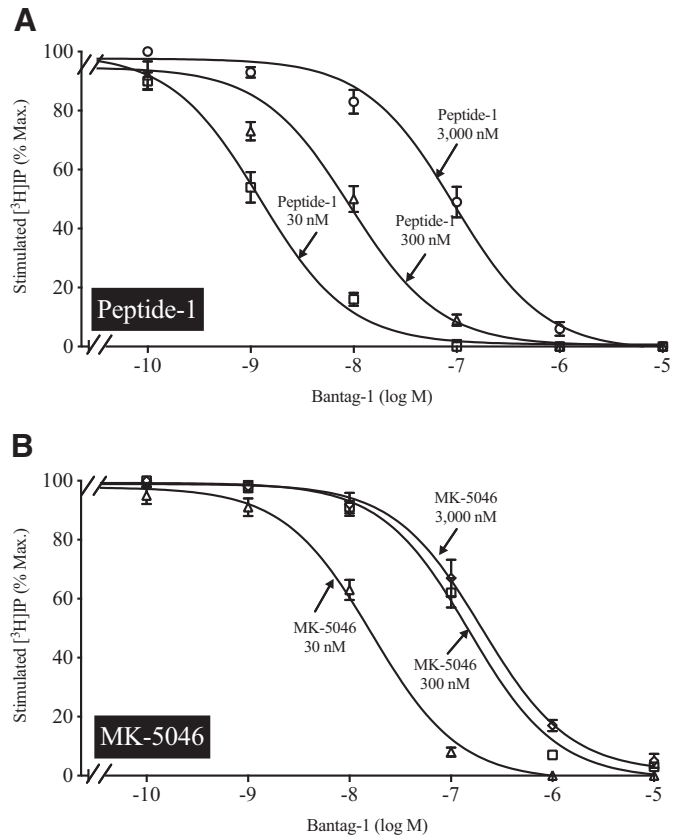 A
100
80
60
40
20
0
Stimulated [³H]IP (% Max.)
Peptide-1
3,000 nM
Peptide-1
30 nM
Peptide-1
300 nM
Peptide-1
-10 -9 -8 -7 -6 -5
Bantag-1 (log M)
B
100
80
60
40
20
0
Stimulated [³H]IP (% Max.)
MK-5046
3,000 nM
MK-5046
30 nM
MK-5046
300 nM
MK-5046
-10 -9 -8 -7 -6 -5
Bantag-1 (log M)